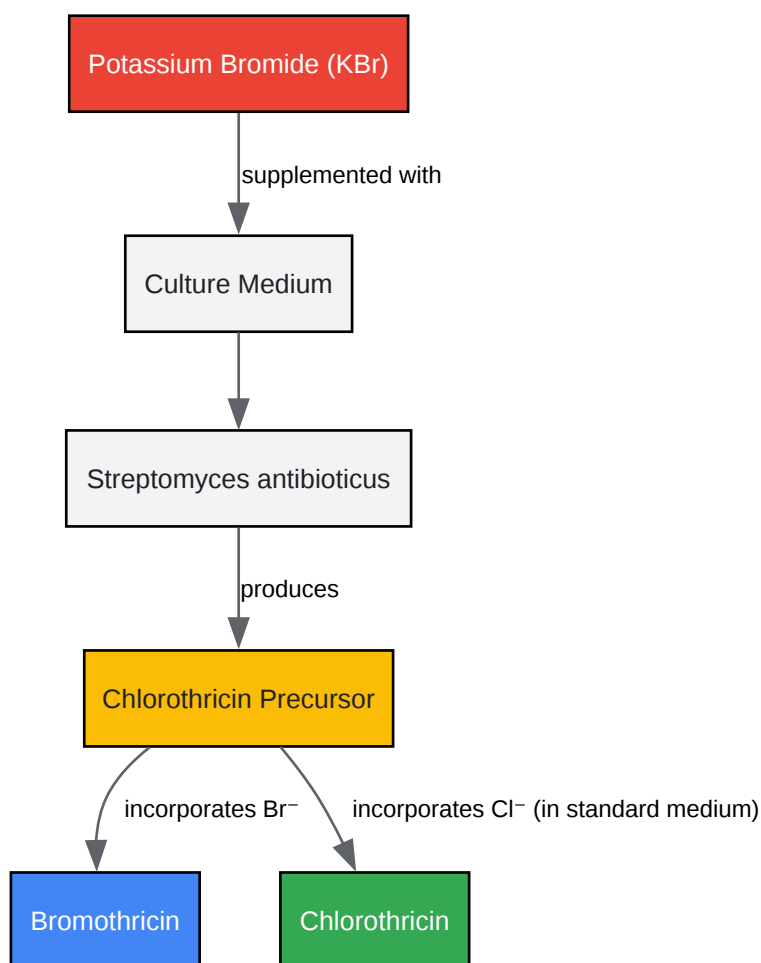 Potassium Bromide (KBr)
supplemented with
Culture Medium
Streptomyces antibioticus
produces
Chlorothricin Precursor
incorporates Br⁻
incorporates Cl⁻ (in standard medium)
Bromothricin
Chlorothricin